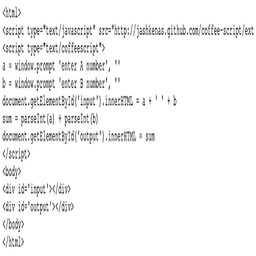 <html>
<script type="text/javascript" src="http://jashkenas.github.com/coffee-script/ext
<script type="text/coffeescript">
a = window.prompt 'enter A number', ""
b = window.prompt 'enter B number', ""
document.getElementById('input').innerHTML = a + ' ' + b
sum = parseInt(a) + parseInt(b)
document.getElementById('output').innerHTML = sum
</script>
<body>
<div id='input'></div>
<div id='output'></div>
</body>
</html>